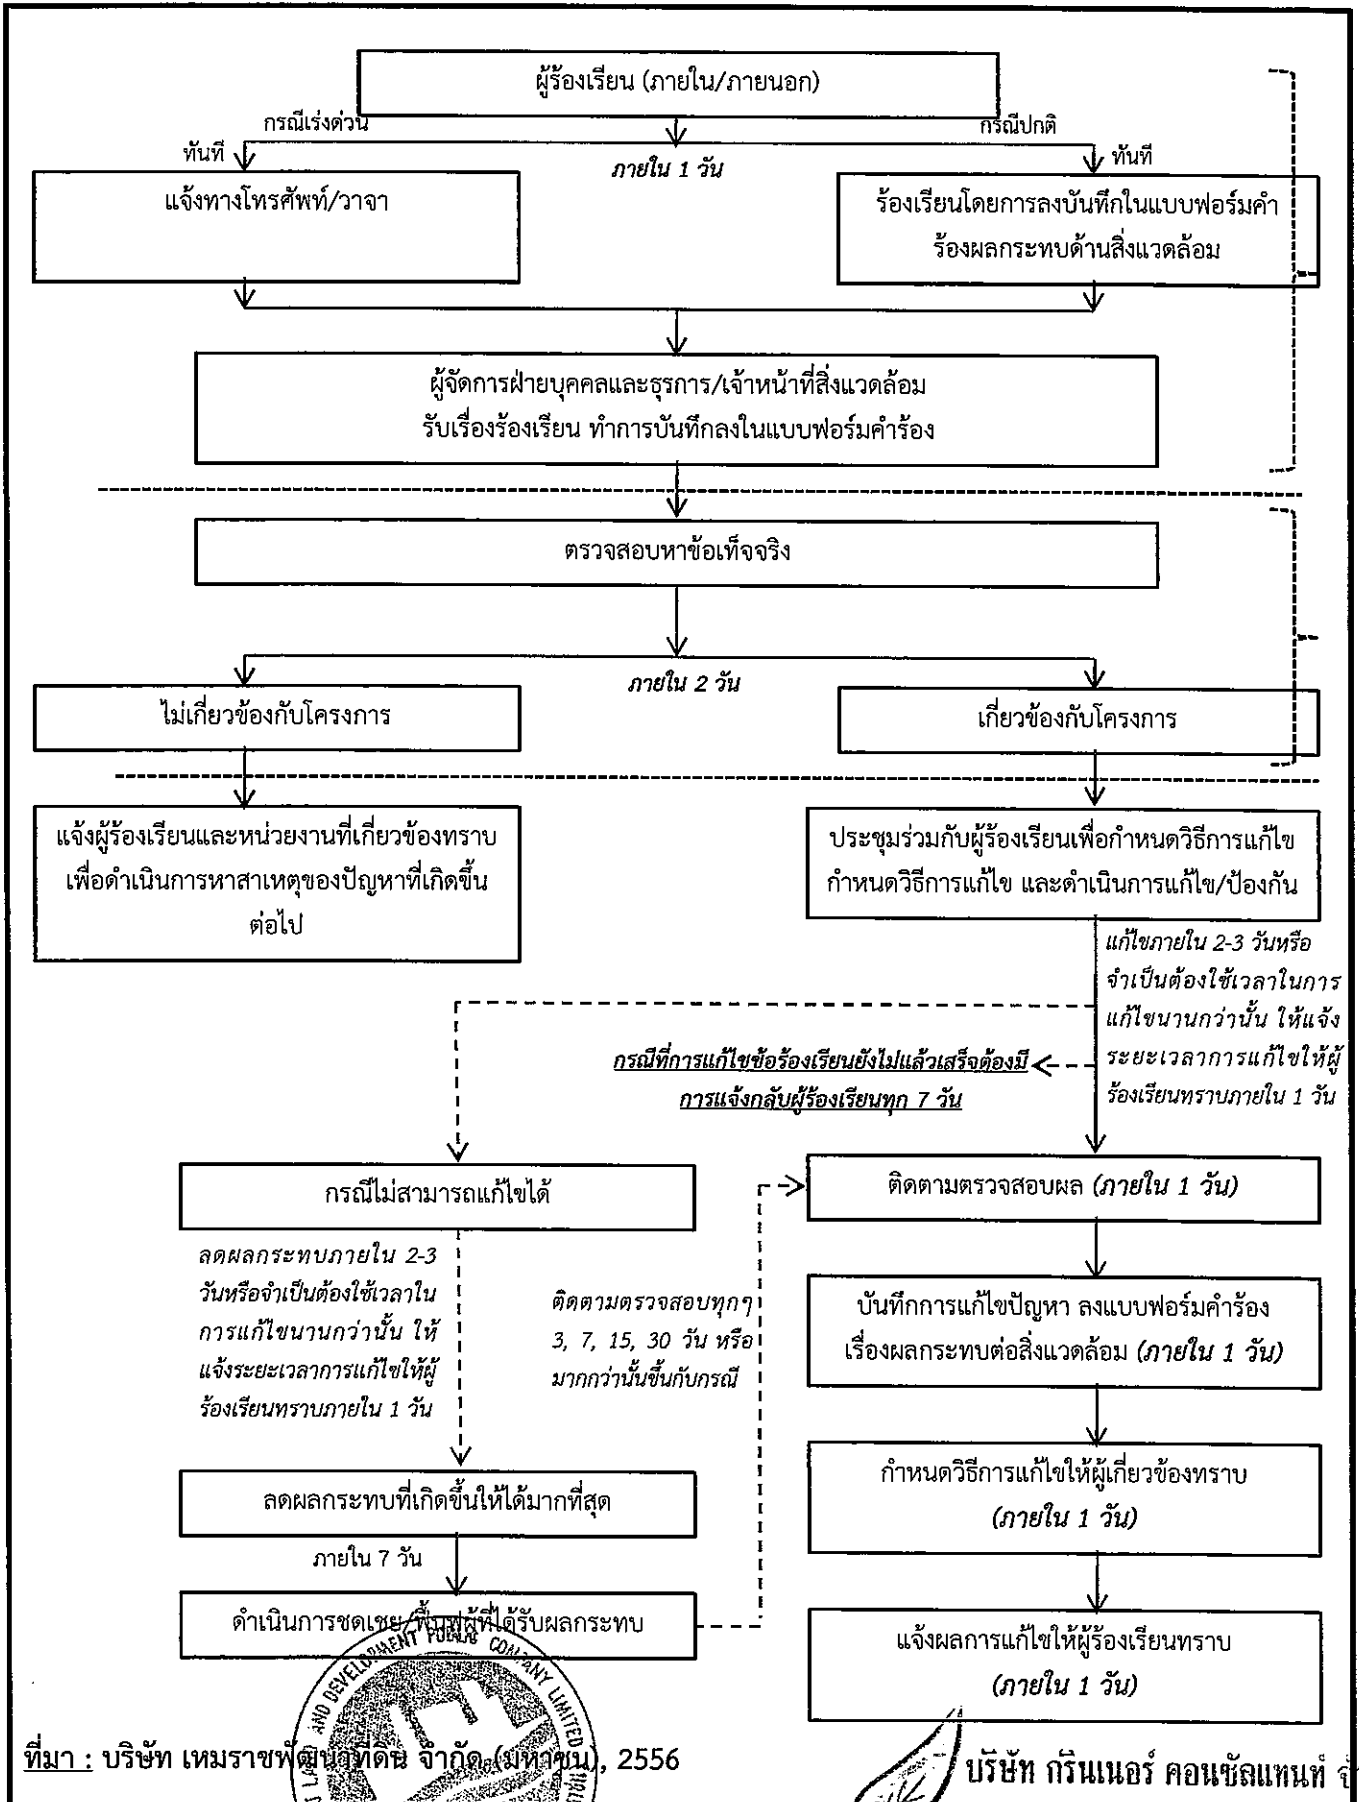 ผู้ร้องเรียน (ภายใน/ภายนอก)
กรณีเร่งด่วน
กรณีปกติ
ทันที
ภายใน 1 วัน
ทันที
แจ้งทางโทรศัพท์/วาจา
ร้องเรียนโดยการลงบันทึกในแบบฟอร์มคำ
ร้องผลกระทบด้านสิ่งแวดล้อม
ผู้จัดการฝ่ายบุคคลและธุรการ/เจ้าหน้าที่สิ่งแวดล้อม
รับเรื่องร้องเรียน ทำการบันทึกลงในแบบฟอร์มคำร้อง
ตรวจสอบหาข้อเท็จจริง
ภายใน 2 วัน
ไม่เกี่ยวข้องกับโครงการ
เกี่ยวข้องกับโครงการ
แจ้งผู้ร้องเรียนและหน่วยงานที่เกี่ยวข้องทราบ
เพื่อดำเนินการหาสาเหตุของปัญหาที่เกิดขึ้น
ต่อไป
ประชุมร่วมกับผู้ร้องเรียนเพื่อกำหนดวิธีการแก้ไข
กำหนดวิธีการแก้ไข และดำเนินการแก้ไข/ป้องกัน
แก้ไขภายใน 2-3 วันหรือ
จำเป็นต้องใช้เวลาในการ
แก้ไขนานกว่านั้น ให้แจ้ง
ระยะเวลาการแก้ไขให้ผู้
ร้องเรียนทราบภายใน 1 วัน
กรณีที่การแก้ไขข้อร้องเรียนยังไม่แล้วเสร็จต้องมี
การแจ้งกลับผู้ร้องเรียนทุก 7 วัน
กรณีไม่สามารถแก้ไขได้
ติดตามตรวจสอบผล (ภายใน 1 วัน)
ลดผลกระทบภายใน 2-3
วันหรือจำเป็นต้องใช้เวลาใน
การแก้ไขนานกว่านั้น ให้
แจ้งระยะเวลาการแก้ไขให้ผู้
ร้องเรียนทราบภายใน 1 วัน
ติดตามตรวจสอบทุกๆ
3, 7, 15, 30 วัน หรือ
มากกว่านั้นขึ้นกับกรณี
บันทึกการแก้ไขปัญหา ลงแบบฟอร์มคำร้อง
เรื่องผลกระทบต่อสิ่งแวดล้อม (ภายใน 1 วัน)
กำหนดวิธีการแก้ไขให้ผู้เกี่ยวข้องทราบ
(ภายใน 1 วัน)
ลดผลกระทบที่เกิดขึ้นให้ได้มากที่สุด
ภายใน 7 วัน
ดำเนินการชดเชย/ฟื้นฟูผู้ที่ได้รับผลกระทบ
แจ้งผลการแก้ไขให้ผู้ร้องเรียนทราบ
(ภายใน 1 วัน)
LAND AND DEVELOPMENT PUBLIC COMPANY LIMITED
ที่มา : บริษัท เหมราชพัฒนาที่ดิน จำกัด (มหาชน), 2556
บริษัท กรีนเนอร์ คอนซัลแทนท์